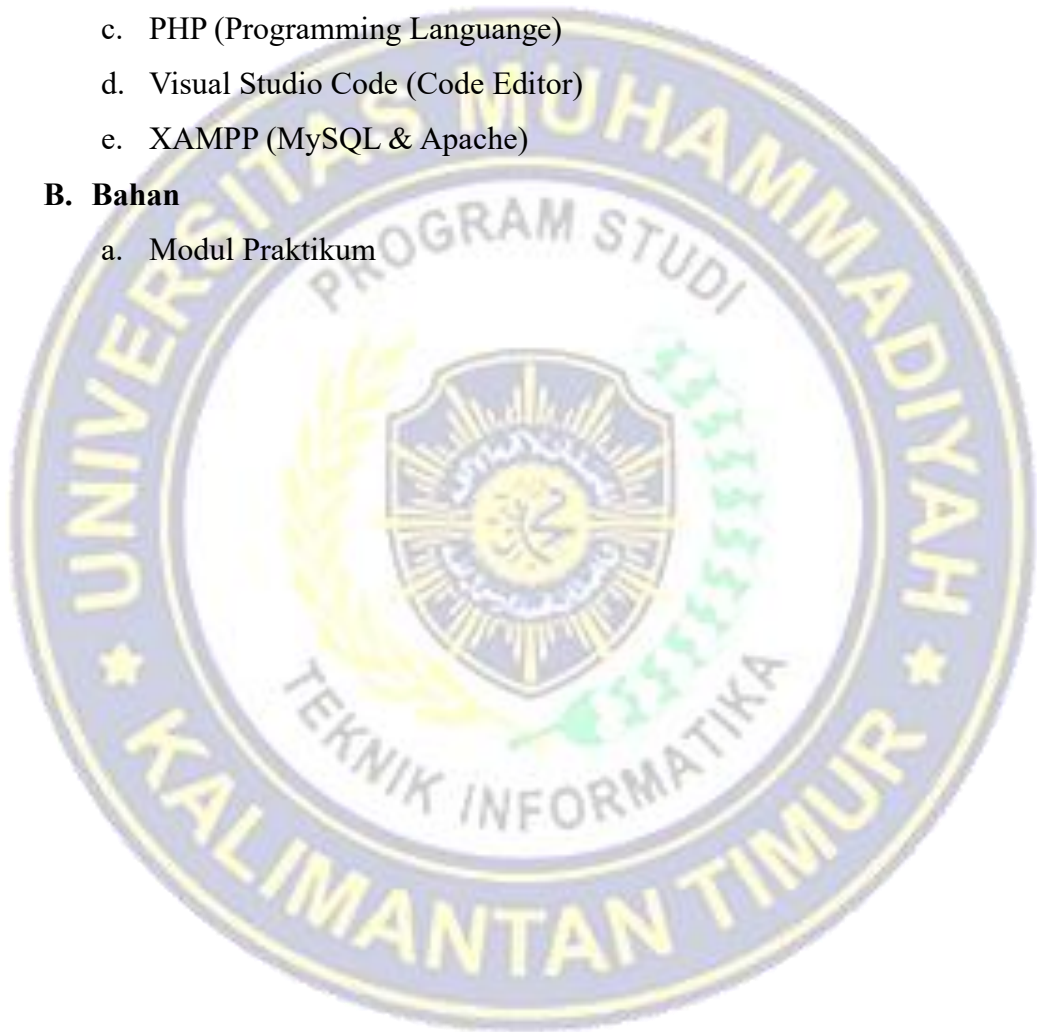 c. PHP (Programming Languange)
d. Visual Studio Code (Code Editor)
e. XAMPP (MySQL & Apache)
B. Bahan
a. Modul Praktikum
UNIVERSITAS MUHAMMADIYAH
PROGRAM STUDI
TEKNIK INFORMATIKA
KALIMANTAN TIMUR